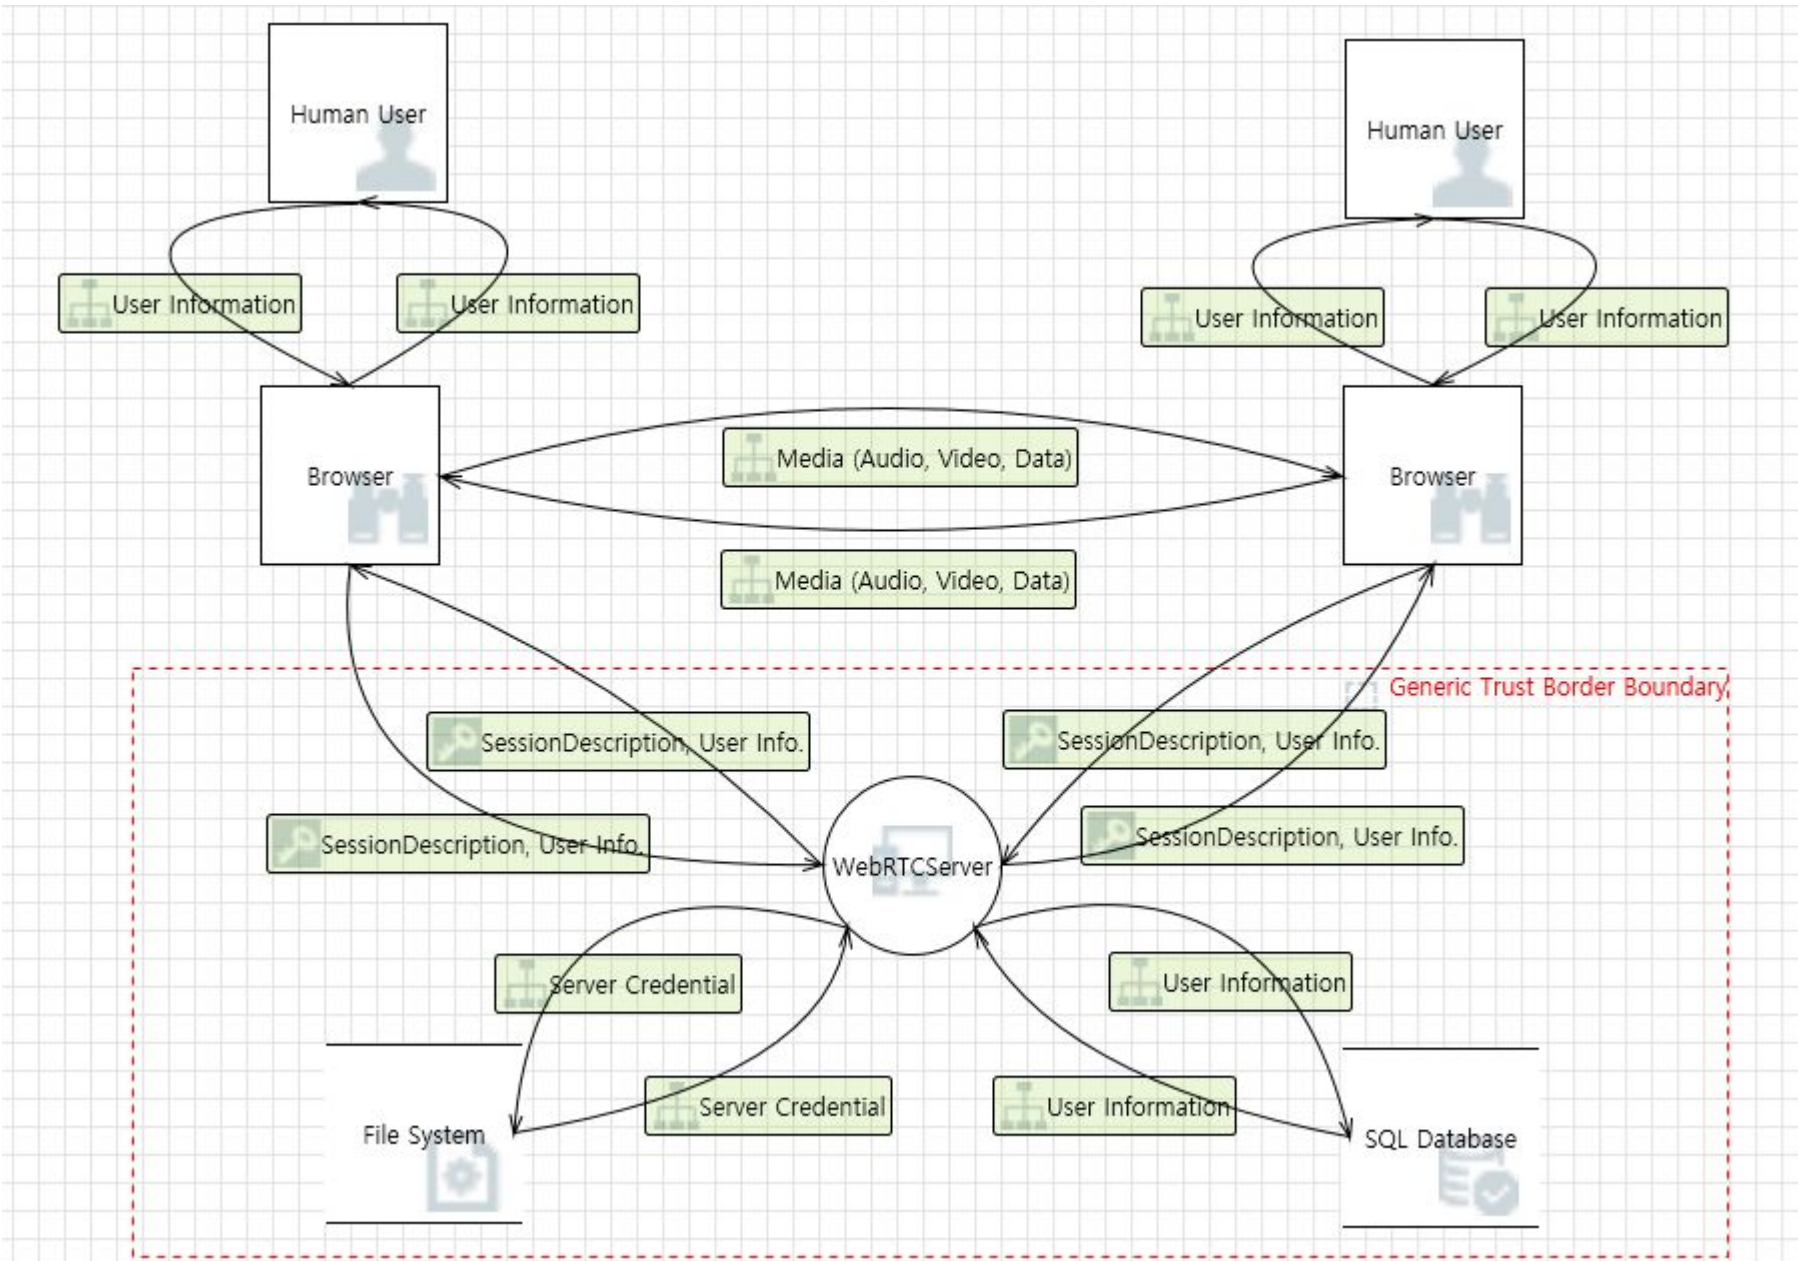 Human User
Human User
User Information
User Information
User Information
User Information
Browser
Media (Audio, Video, Data)
Browser
Media (Audio, Video, Data)
Generic Trust Border Boundary
SessionDescription, User Info.
SessionDescription, User Info.
SessionDescription, User Info.
SessionDescription, User Info.
WebRTCServer
Server Credential
User Information
Server Credential
User Information
File System
SQL Database